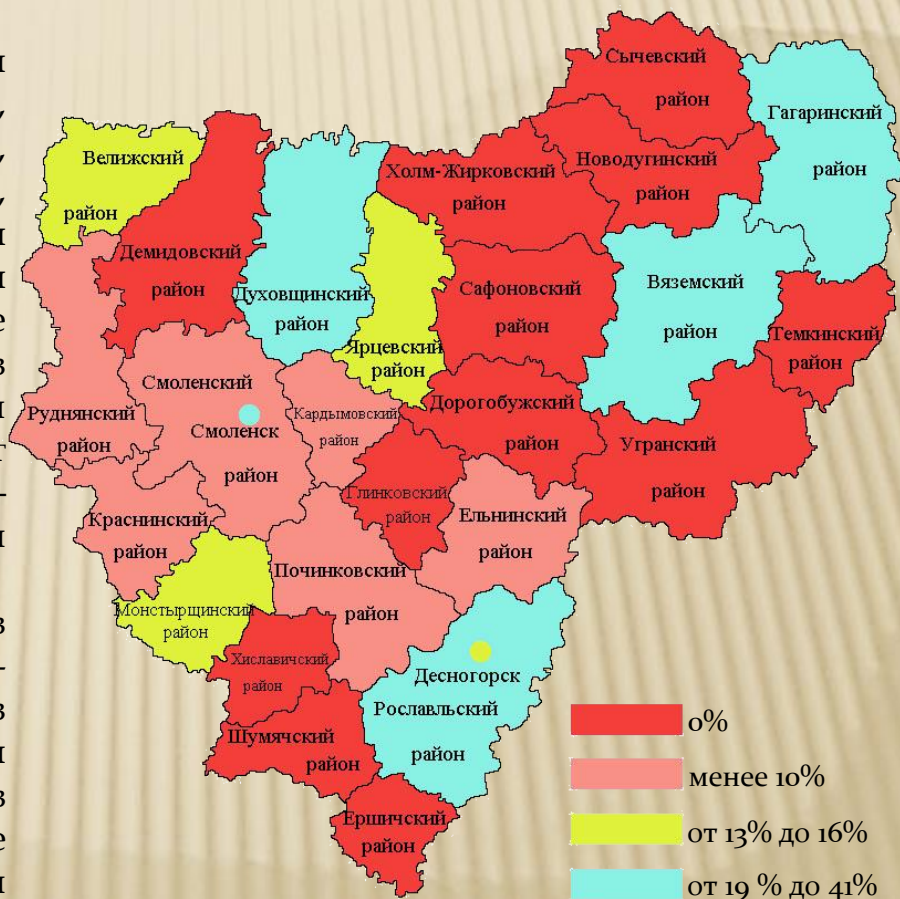 Сычевский
район
Гагаринский
район
Велижский
район
Холм-Жирковский
район
Новодугинский
район
Демидовский
район
Духовщинский
район
Сафоновский
район
Вяземский
район
Ярцевский
район
Темкинский
район
Смоленский
Смоленск
район
Руднянский
район
Кардымовский
район
Дорогобужский
район
Угранский
район
Глинковский
район
Ельнинский
район
Краснинский
район
Починковский
район
Монстырщинский
район
Хиславичский
район
Десногорск
Рославльский
район
Шумячский
район
Ершичский
район
0%
менее 10%
от 13% до 16%
от 19 % до 41%